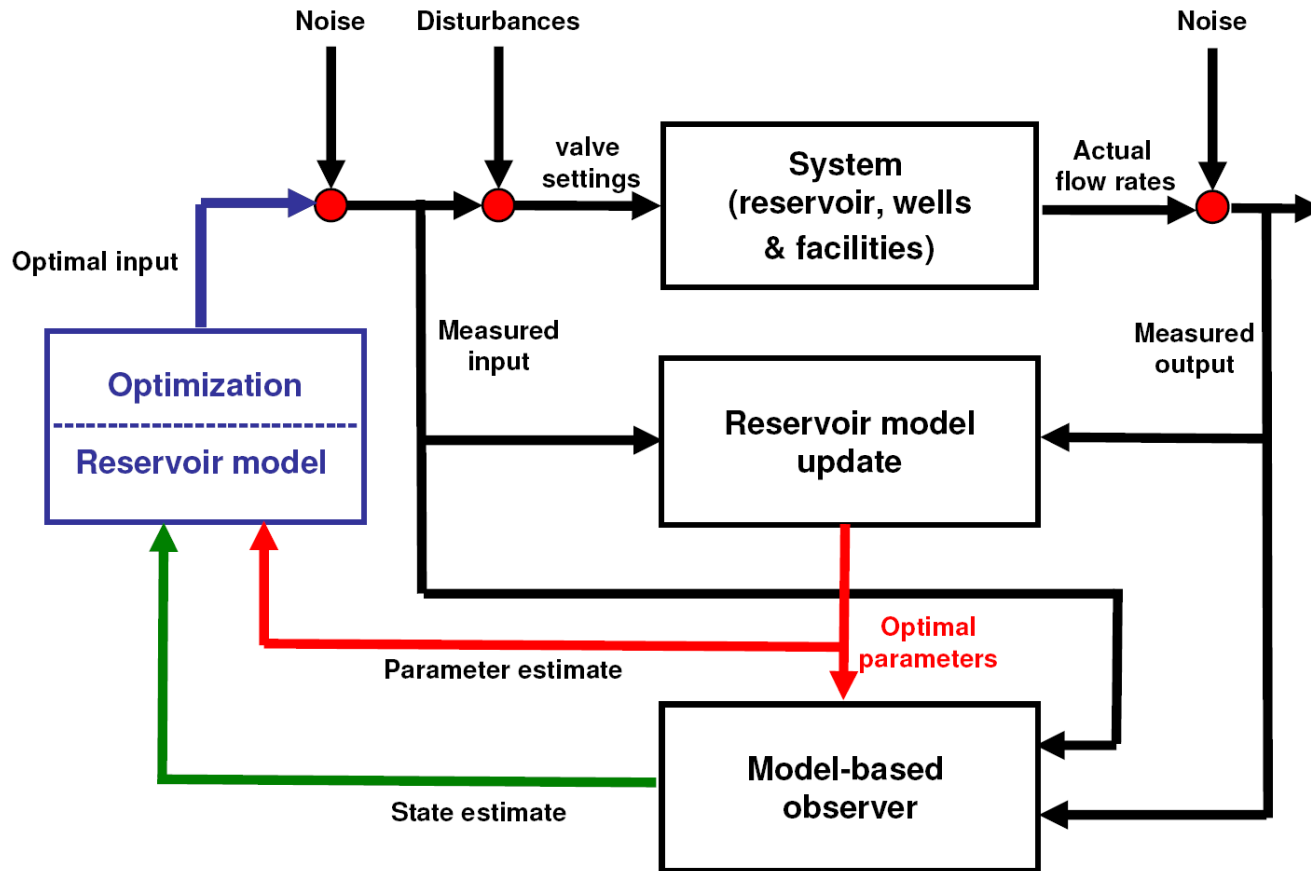 Noise
Disturbances
Noise
valve
settings
System
(reservoir, wells
& facilities)
Actual
flow rates
Optimal input
Measured
input
Measured
output
Optimization
Reservoir model
Reservoir model
update
Optimal
parameters
Parameter estimate
Model-based
observer
State estimate